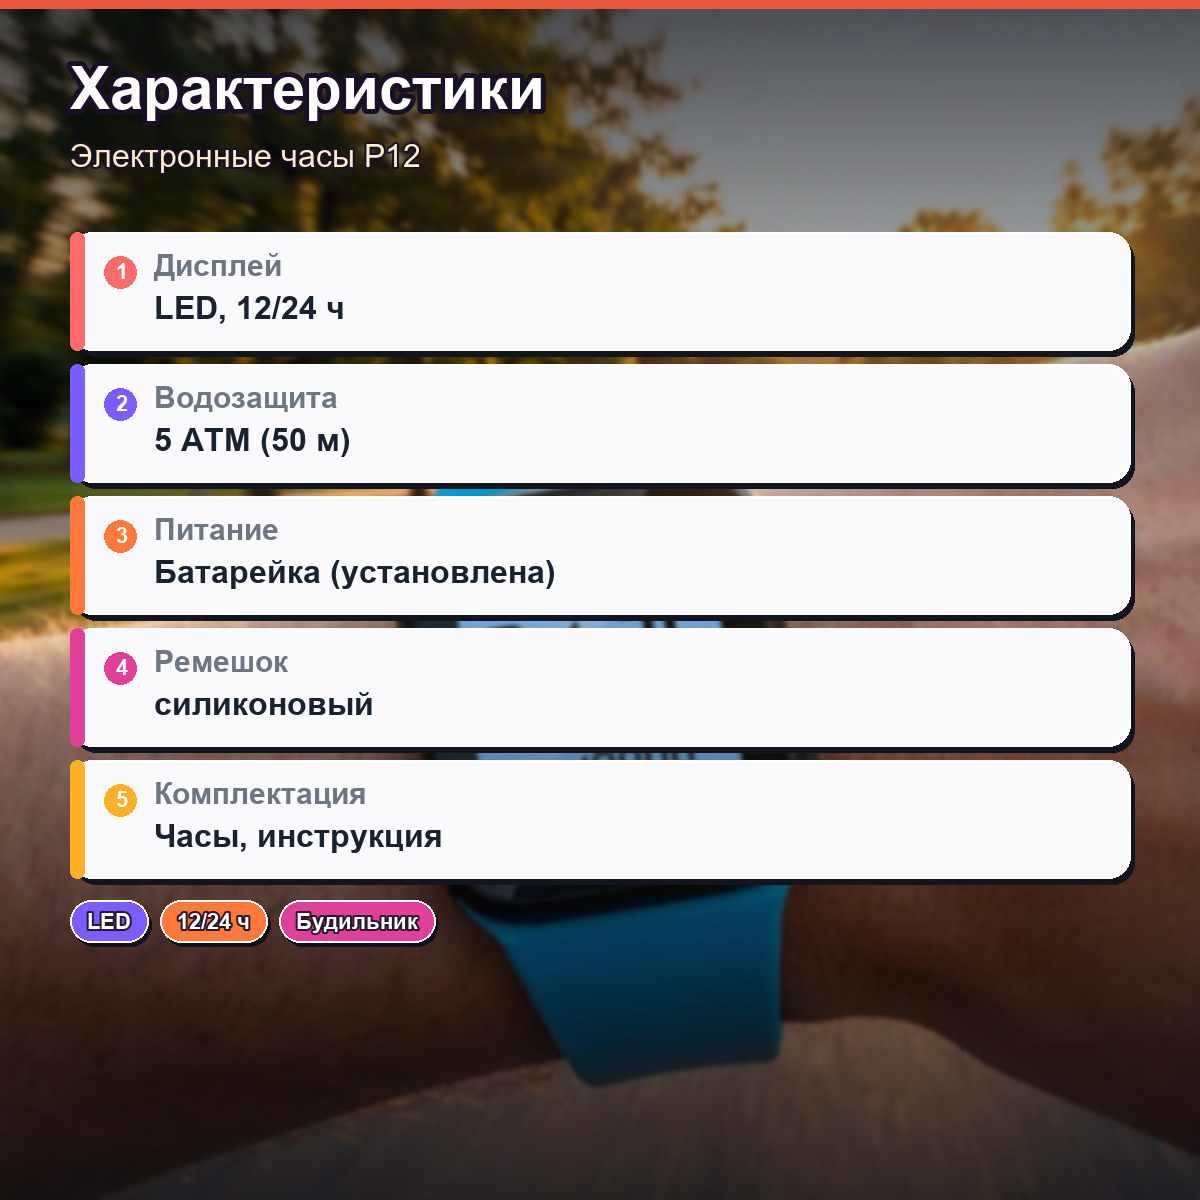 Характеристики
Электронные часы P12
1 Дисплей
LED, 12/24 ч
2 Водозащита
5 ATM (50 м)
3 Питание
Батарейка (установлена)
4 Ремешок
силиконовый
5 Комплектация
Часы, инструкция
LED 12/24 ч Будильник